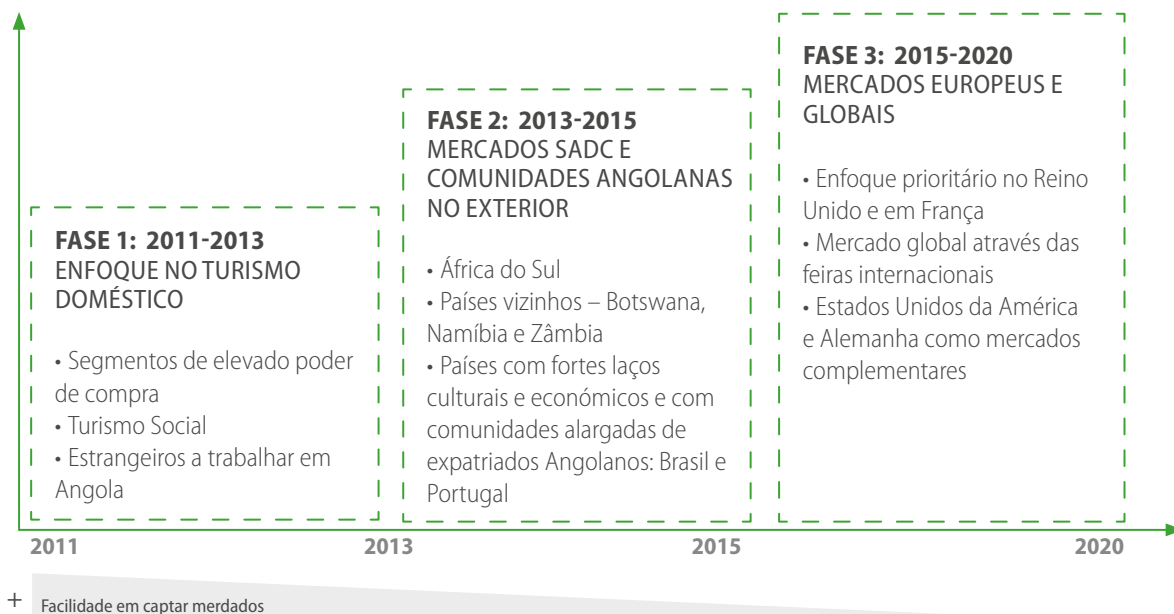 FASE 1: 2011-2013
ENFOQUE NO TURISMO
DOMÉSTICO
• Segmentos de elevado poder
de compra
• Turismo Social
• Estrangeiros a trabalhar em
Angola
FASE 2: 2013-2015
MERCADOS SADC E
COMUNIDADES ANGOLANAS
NO EXTERIOR
• África do Sul
• Países vizinhos – Botswana,
Namíbia e Zâmbia
• Países com fortes laços
culturais e económicos e com
comunidades alargadas de
expatriados Angolanos: Brasil e
Portugal
FASE 3: 2015-2020
MERCADOS EUROPEUS E
GLOBAIS
• Enfoque prioritário no Reino
Unido e em França
• Mercado global através das
feiras internacionais
• Estados Unidos da América
e Alemanha como mercados
complementares
2011 2013 2015 2020
+ Facilidade em captar merdados